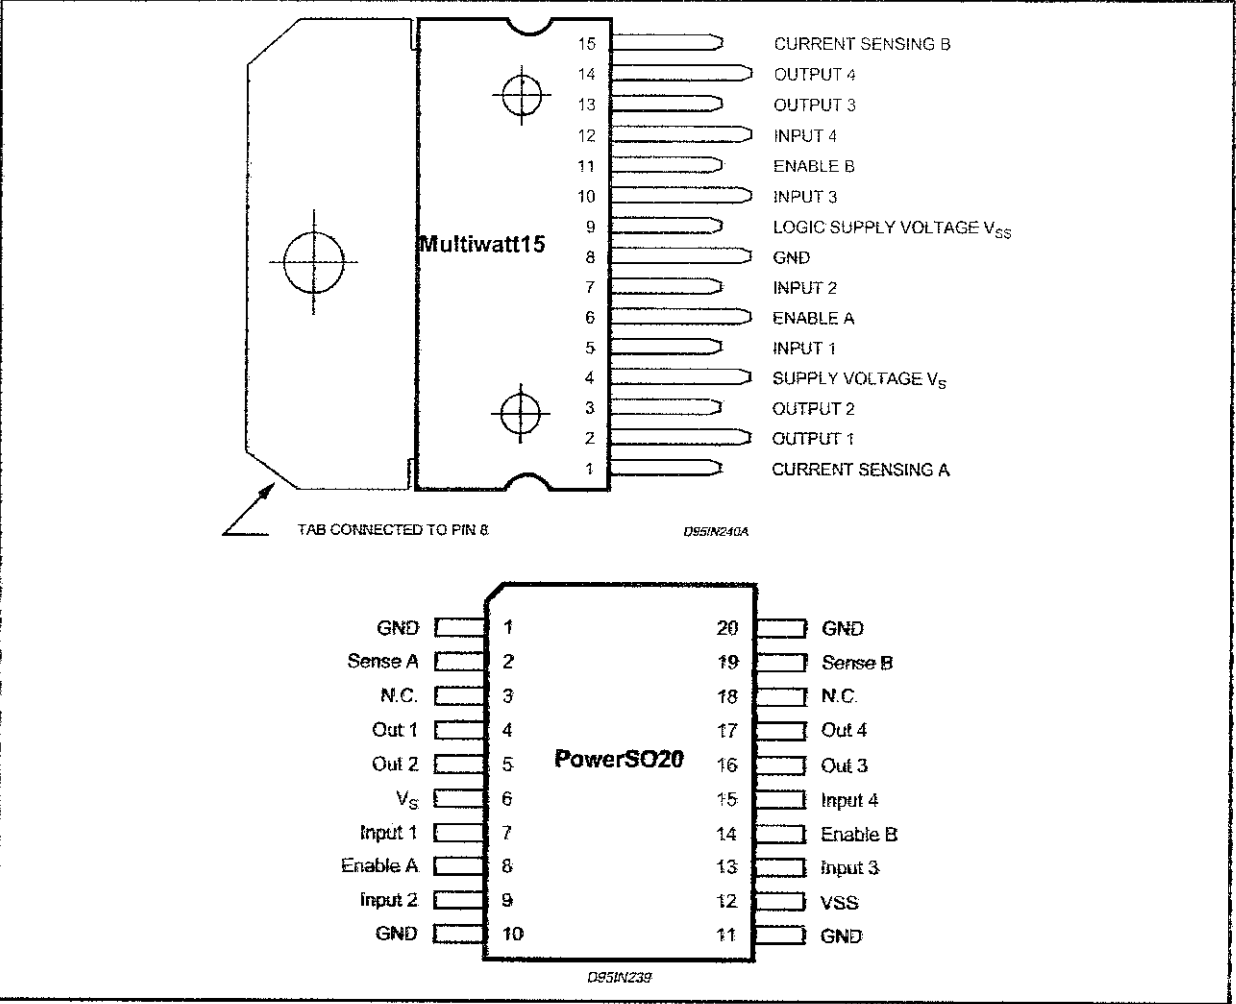 15 CURRENT SENSING B
14 OUTPUT 4
13 OUTPUT 3
12 INPUT 4
11 ENABLE B
10 INPUT 3
9 LOGIC SUPPLY VOLTAGE VSS
Multiwatt15
8 GND
7 INPUT 2
6 ENABLE A
5 INPUT 1
4 SUPPLY VOLTAGE VS
3 OUTPUT 2
2 OUTPUT 1
1 CURRENT SENSING A
TAB CONNECTED TO PIN 8
D95IN240A
GND 1 20 GND
Sense A 2 19 Sense B
N.C. 3 18 N.C.
Out 1 4 17 Out 4
PowerSO20
Out 2 5 16 Out 3
VS 6 15 Input 4
Input 1 7 14 Enable B
Enable A 8 13 Input 3
Input 2 9 12 VSS
GND 10 11 GND
D95IN239